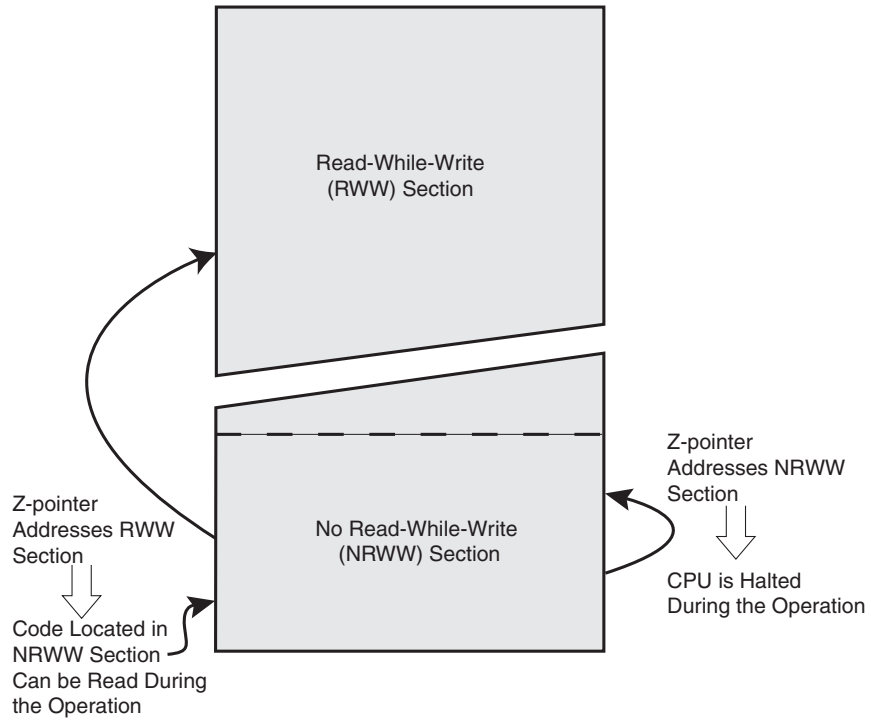 Read-While-Write
(RWW) Section
Z-pointer
Addresses RWW
Section
Code Located in
NRWW Section
Can be Read During
the Operation
No Read-While-Write
(NRWW) Section
Z-pointer
Addresses NRWW
Section
CPU is Halted
During the Operation